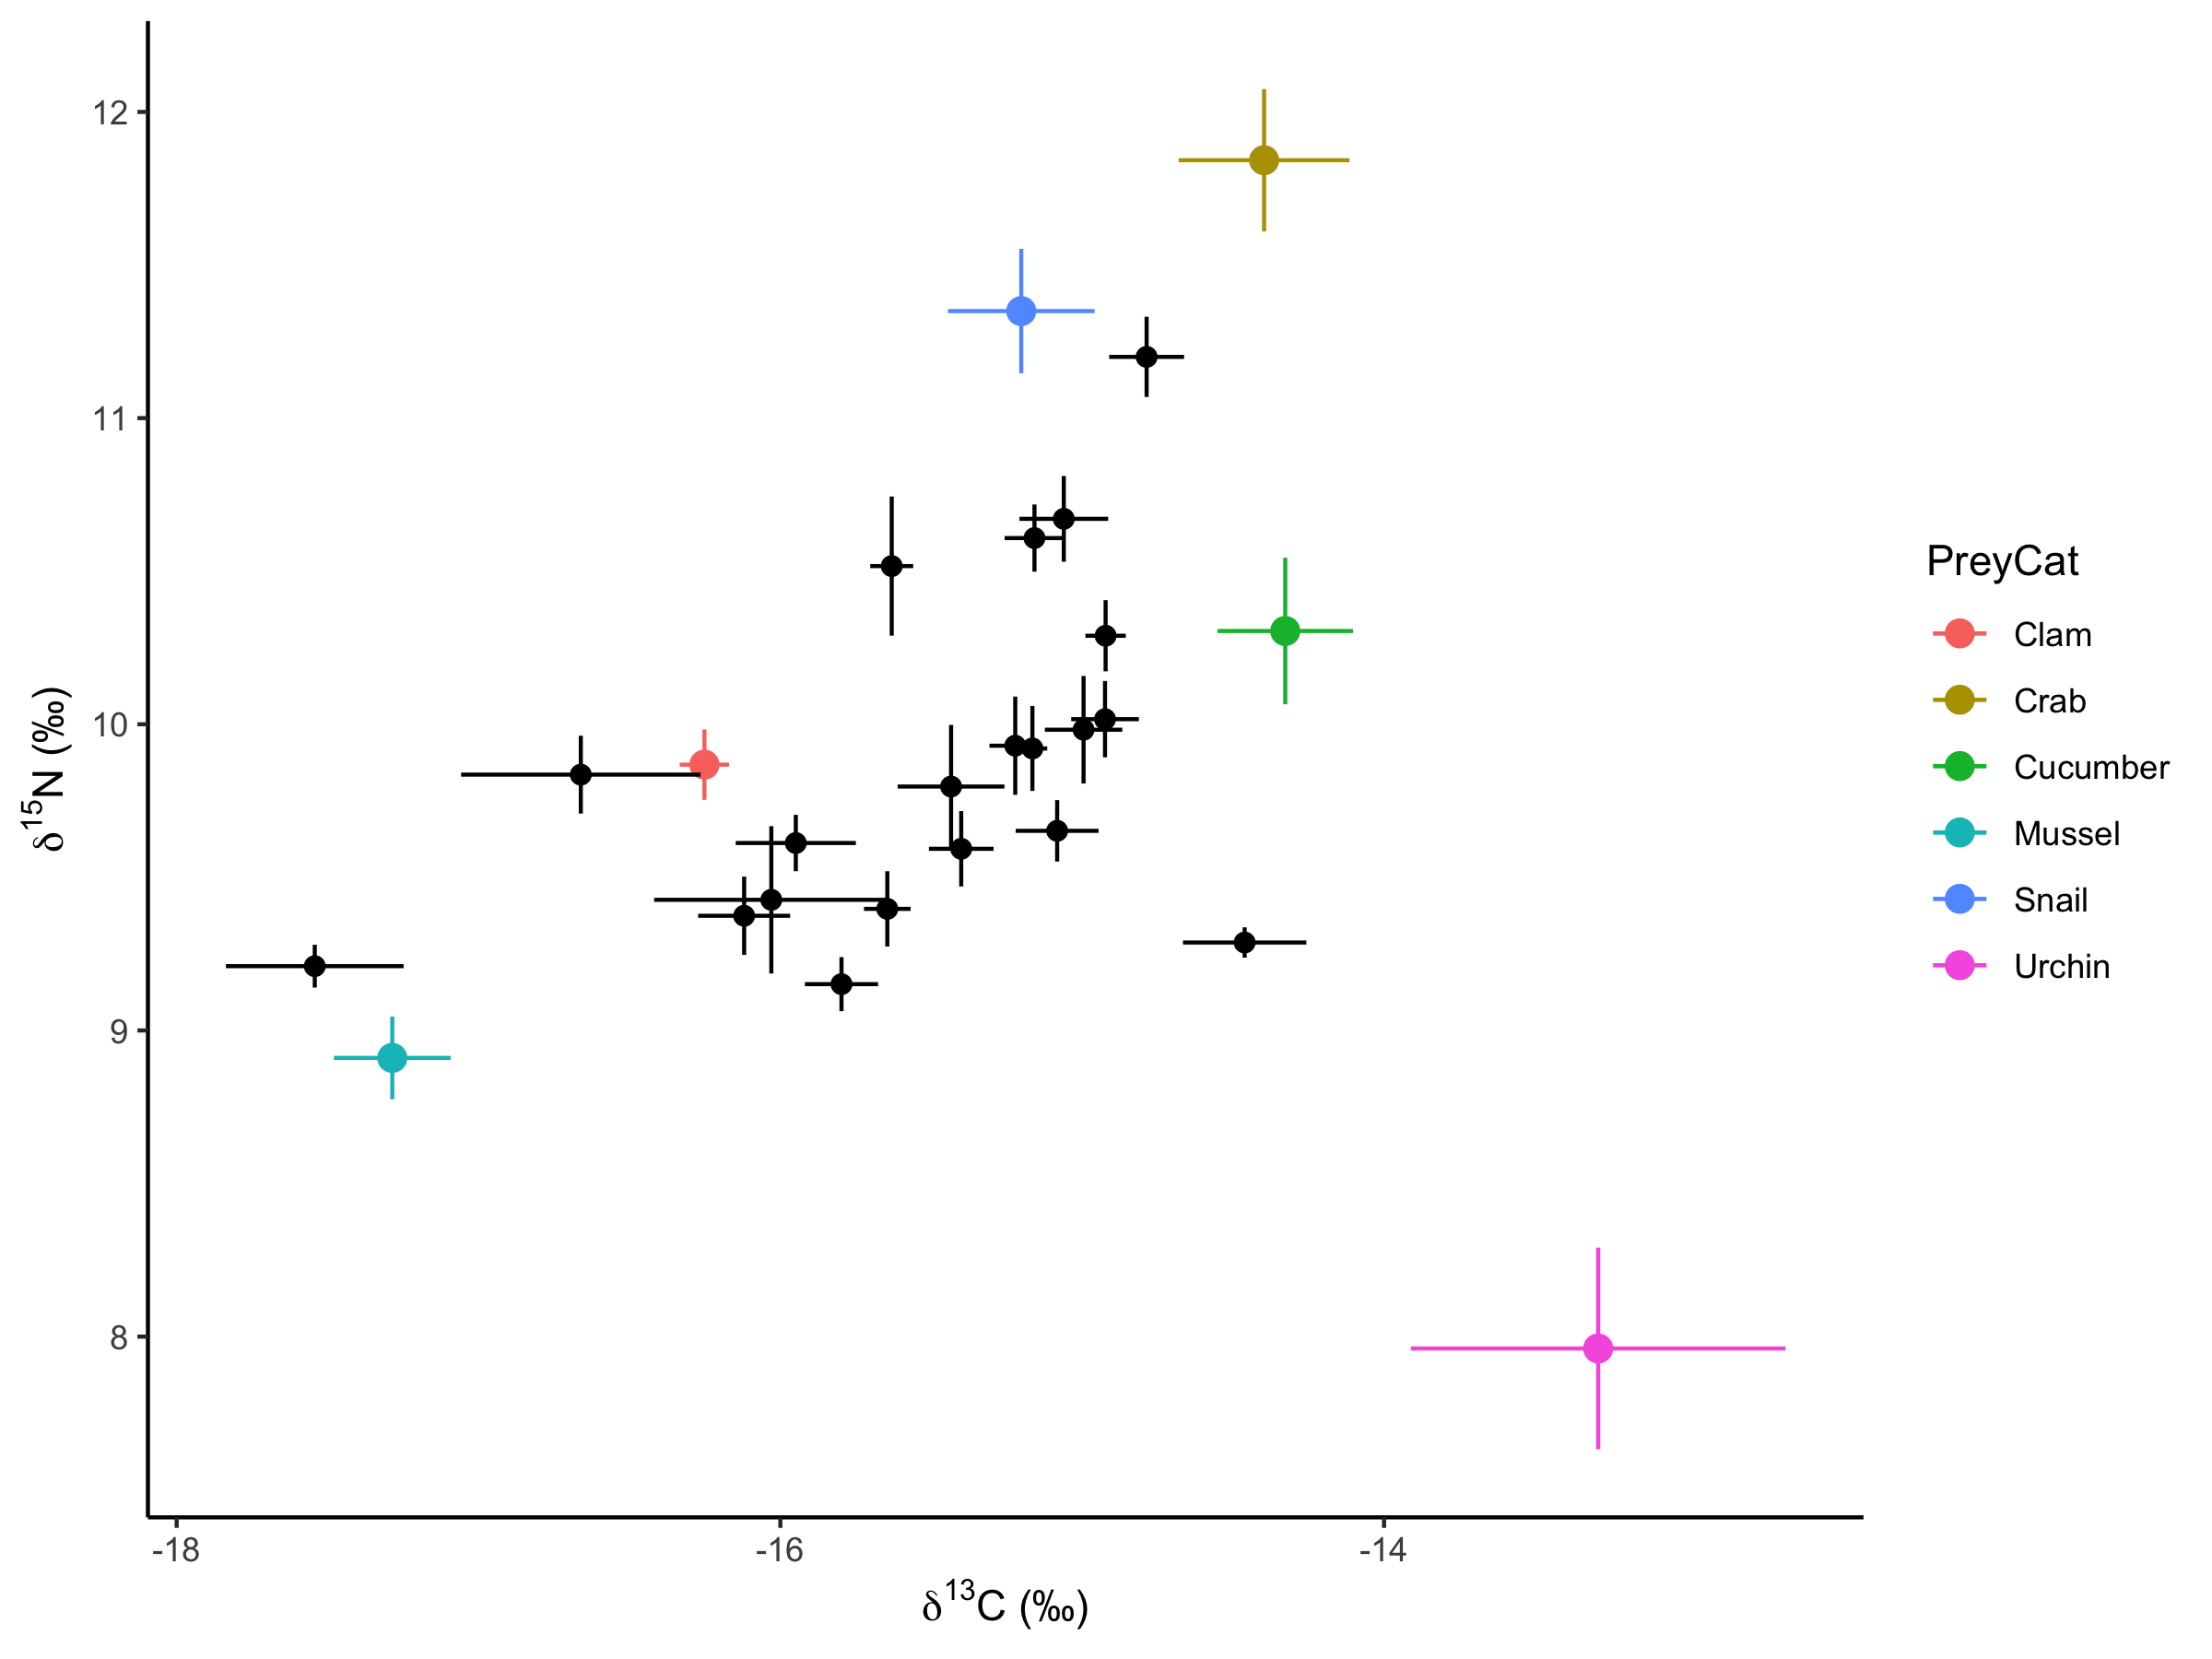 12
11
10
9
8
δ15N (‰)
-18
-16
-14
δ13C (‰)
PreyCat
Clam
Crab
Cucumber
Mussel
Snail
Urchin